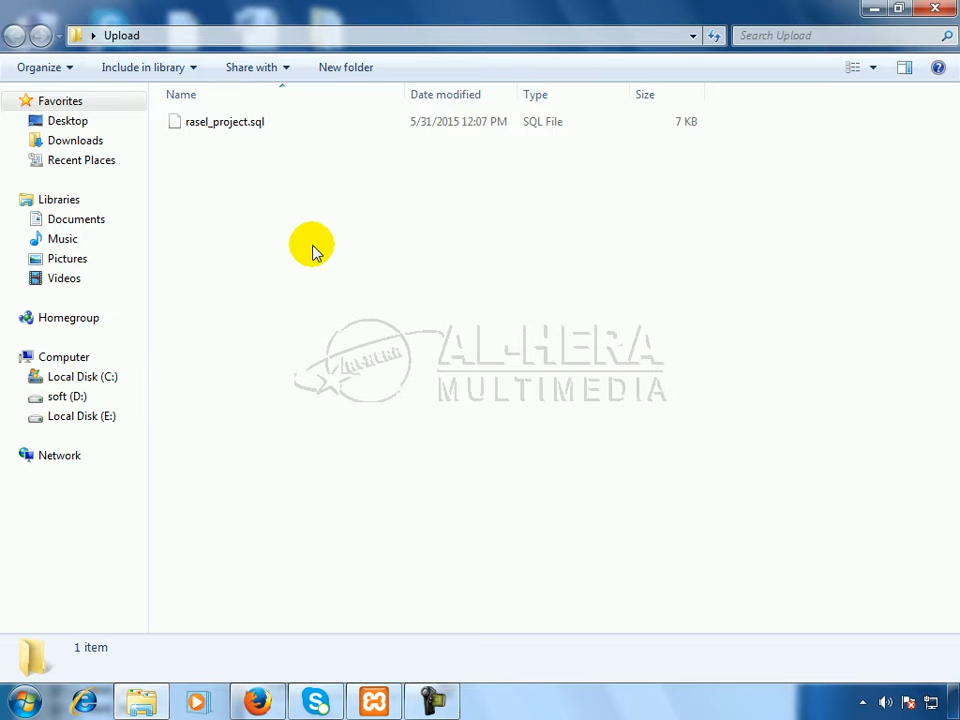 Upload
Search Upload
Organize
Include in library
Share with
New folder
Name
Date modified
Type
Size
Favorites
Desktop
Downloads
Recent Places
Libraries
Documents
Music
Pictures
Videos
Homegroup
Computer
Local Disk (C:)
soft (D:)
Local Disk (E:)
Network
rasel_project.sql
5/31/2015 12:07 PM
SQL File
7 KB
AL-HERA
AL-HERA
MULTIMEDIA
1 item